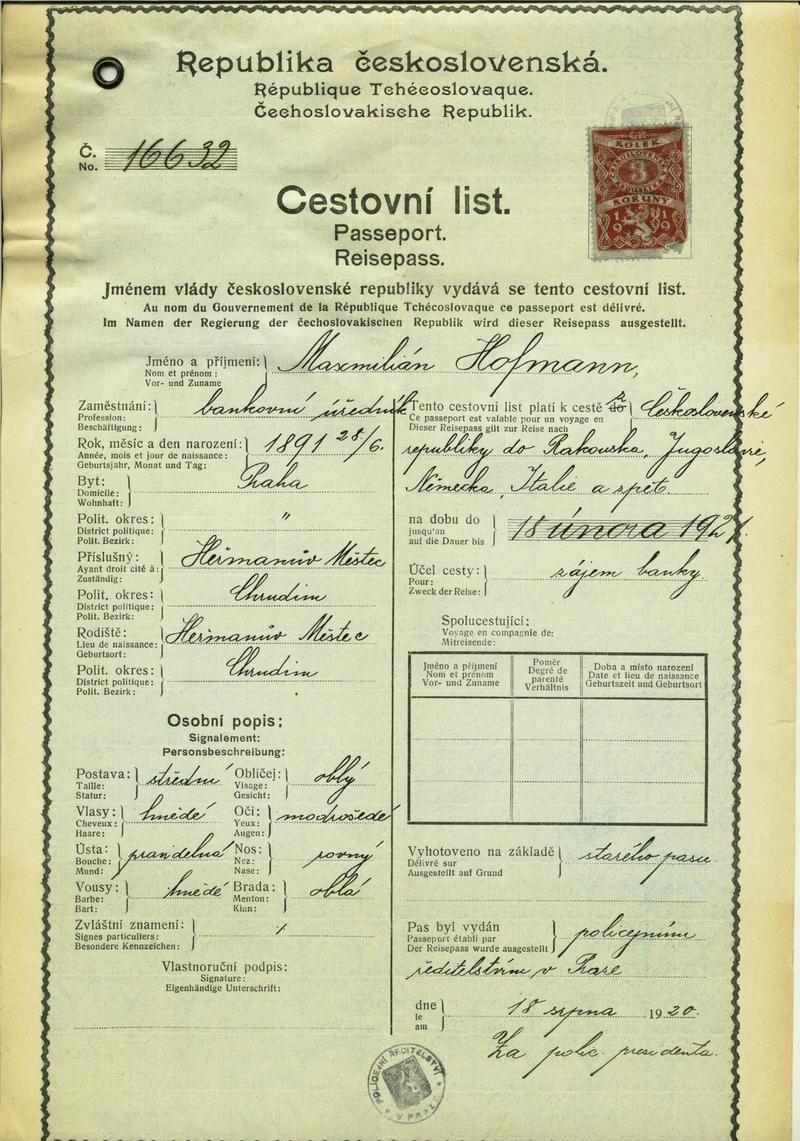 Republika československá.
République Tchécoslovaque.
Čechoslovakische Republik.
Č. 16632
No.
KOLEK
ČESKOSLOVENSKÁ
3
KORUNY
1919
Cestovní list.
Passeport.
Reisepass.
Jménem vlády československé republiky vydává se tento cestovní list.
Au nom du Gouvernement de la République Tchécoslovaque ce passeport est délivré.
Im Namen der Regierung der čechoslovakischen Republik wird dieser Reisepass ausgestellt.
Jméno a příjmení: Maxmilián Hofmann,
Nom et prénom:
Vor- und Zuname
Zaměstnání: bankovní úředník
Profession:
Beschäftigung:
Rok, měsíc a den narození: 1891 28/6.
Année, mois et jour de naissance:
Geburtsjahr, Monat und Tag:
Byt: Praha
Domicile:
Wohnhaft:
Polit. okres: "
District politique:
Polit. Bezirk:
Příslušný: Heřmanův Městec
Ayant droit cité à:
Zuständig:
Polit. okres: Chrudim
District politique:
Polit. Bezirk:
Rodiště: Heřmanův Městec
Lieu de naissance:
Geburtsort:
Polit. okres: Chrudim
District politique:
Polit. Bezirk:
Osobní popis:
Signalement:
Personsbeschreibung:
Postava: střední Obličej: oblý
Taille: Visage:
Statur: Gesicht:
Vlasy: hnědé Oči: modrošedé
Cheveux: Yeux:
Haare: Augen:
Ústa: pravidelná Nos: rovný
Bouche: Nez:
Mund: Nase:
Vousy: hnědé Brada: oblá
Barbe: Menton:
Bart: Kinn:
Zvláštní znamení: /
Signes particuliers:
Besondere Kennzeichen:
Vlastnoruční podpis:
Signature:
Eigenhändige Unterschrift:
Tento cestovní list platí k cestě z do Československé
Ce passeport est valable pour un voyage en
Dieser Reisepass gilt zur Reise nach
republiky do Rakouska, Jugoslavie,
Německa, Italie a zpět.
na dobu do 18 února 1921.
jusqu'au
auf die Dauer bis
Účel cesty: zájem banky.
Pour:
Zweck der Reise:
Spolucestující:
Voyage en compagnie de:
Mitreisende:
Jméno a příjmení Poměr Doba a místo narození
Nom et prénom Degré de parenté Date et lieu de naissance
Vor- und Zuname Verhältnis Geburtszeit und Geburtsort
Vyhotoveno na základě starého pasu.
Délivré sur
Ausgestellt auf Grund
Pas byl vydán policejním
Passeport établi par
Der Reisepass wurde ausgestellt
ředitelstvím v Praze
dne 18 srpna 1920.
le
am
Za polic. presidenta.
POLICEJNÍ ŘEDITELSTVÍ
V PRAZE